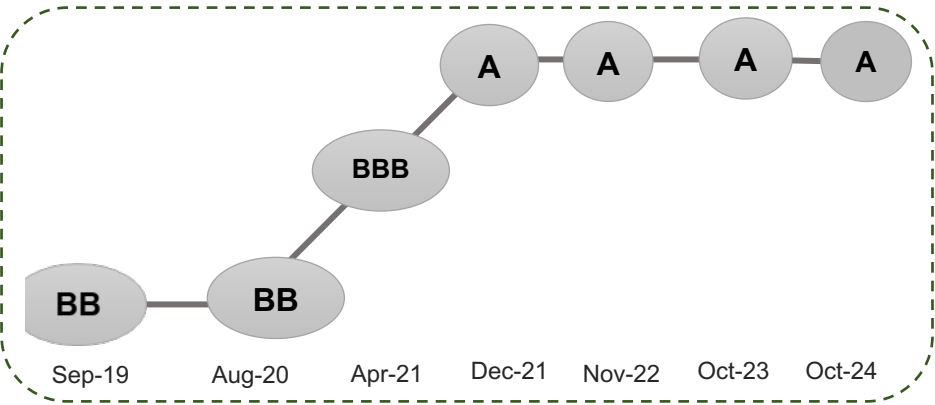 A A A A
BBB
BB BB
Sep-19 Aug-20 Apr-21 Dec-21 Nov-22 Oct-23 Oct-24